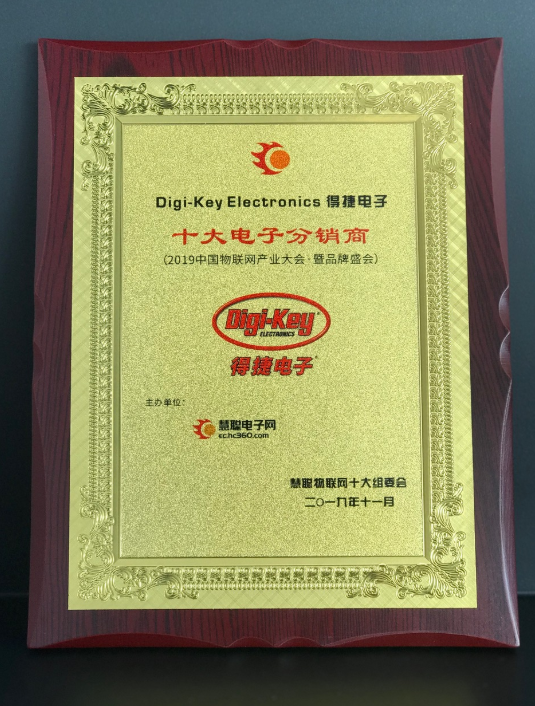 Digi-Key Electronics 得捷电子
十大电子分销商
(2019中国物联网产业大会·暨品牌盛会)
Digi-Key®
ELECTRONICS
得捷电子®
主办单位：
慧聪电子网
ec.hc360.com
慧聪物联网十大组委会
二〇一九年十一月